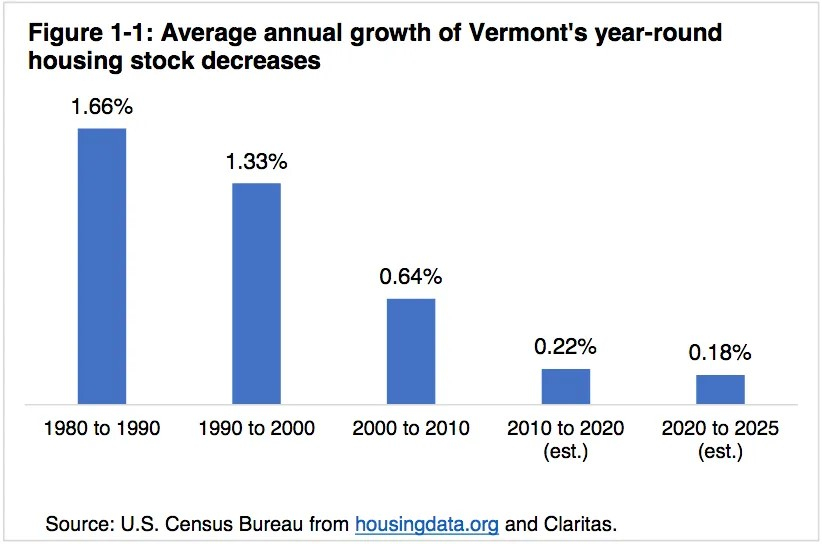 Figure 1-1: Average annual growth of Vermont's year-round
housing stock decreases
1.66%
1.33%
0.64%
0.22%
0.18%
1980 to 1990
1990 to 2000
2000 to 2010
2010 to 2020
(est.)
2020 to 2025
(est.)
Source: U.S. Census Bureau from housingdata.org and Claritas.